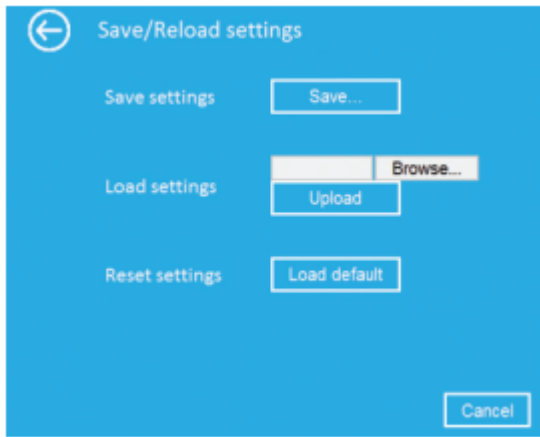 Save/Reload settings
Save settings
Save...
Browse...
Load settings
Upload
Reset settings
Load default
Cancel